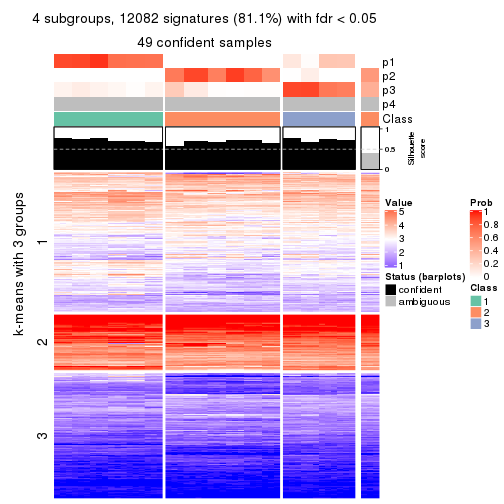 4 subgroups, 12082 signatures (81.1%) with fdr < 0.05
49 confident samples
p1
p2
p3
p4
Class
1
0.5
0
Silhouette
score
k-means with 3 groups
1
2
3
Value
5
4
3
2
1
Status (barplots)
confident
ambiguous
Prob
1
0.8
0.6
0.4
0.2
0
Class
1
2
3